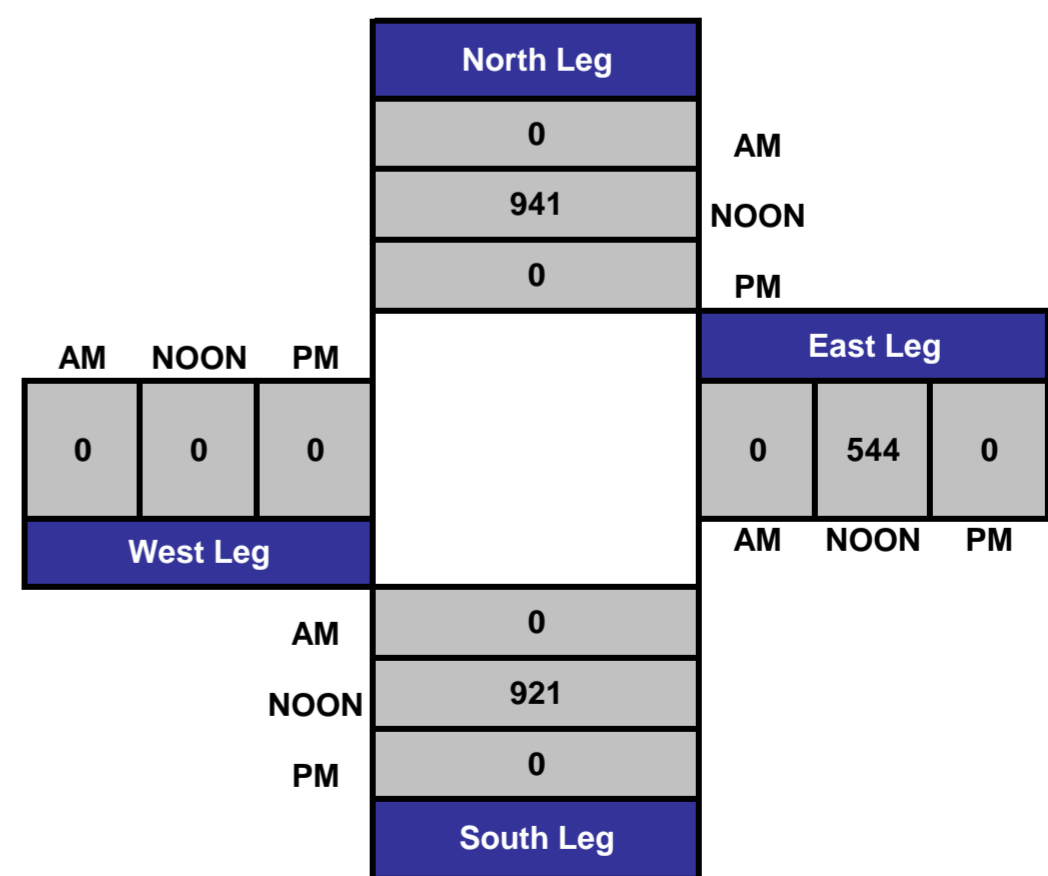 North Leg
0 AM
941 NOON
0 PM
East Leg
AM NOON PM
0 0 0
0 544 0
West Leg
AM NOON PM
AM 0
NOON 921
PM 0
South Leg